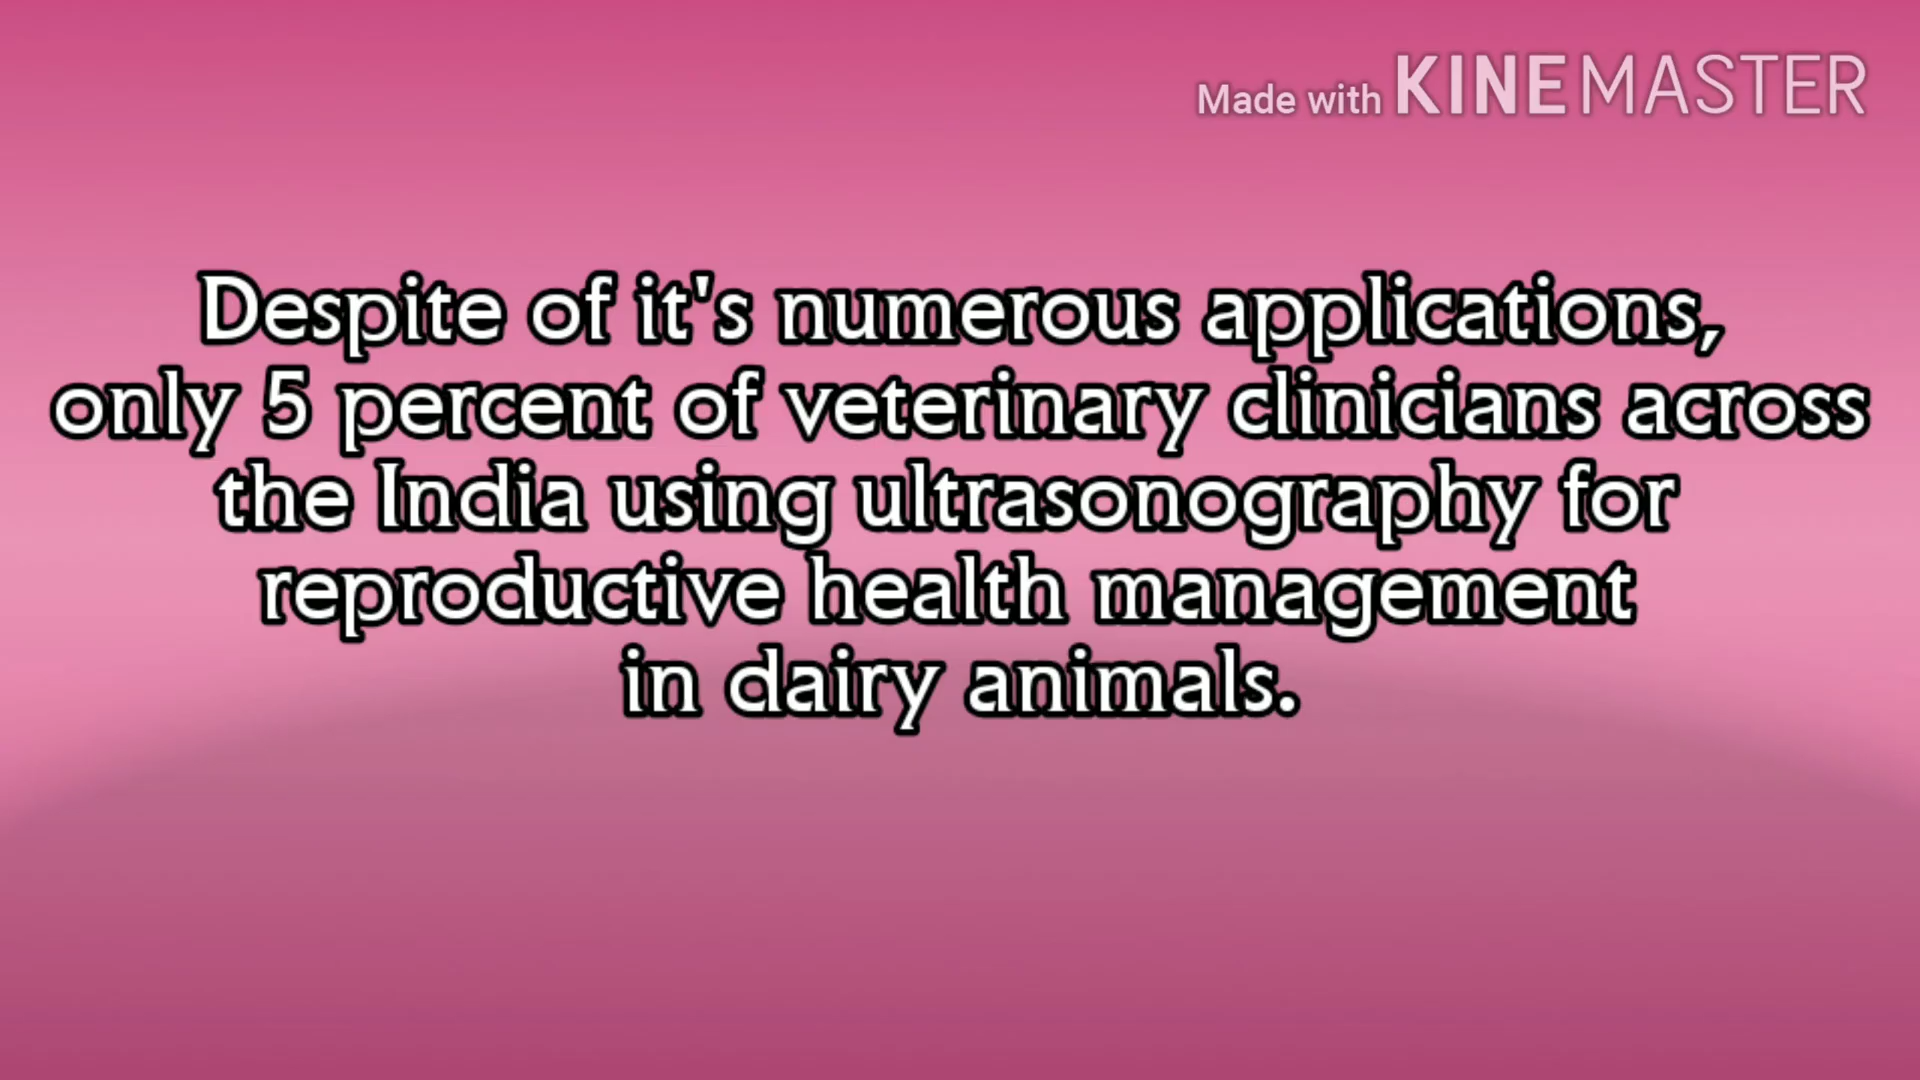 Made with KINEMASTER
Despite of it's numerous applications,
only 5 percent of veterinary clinicians across
the India using ultrasonography for
reproductive health management
in dairy animals.